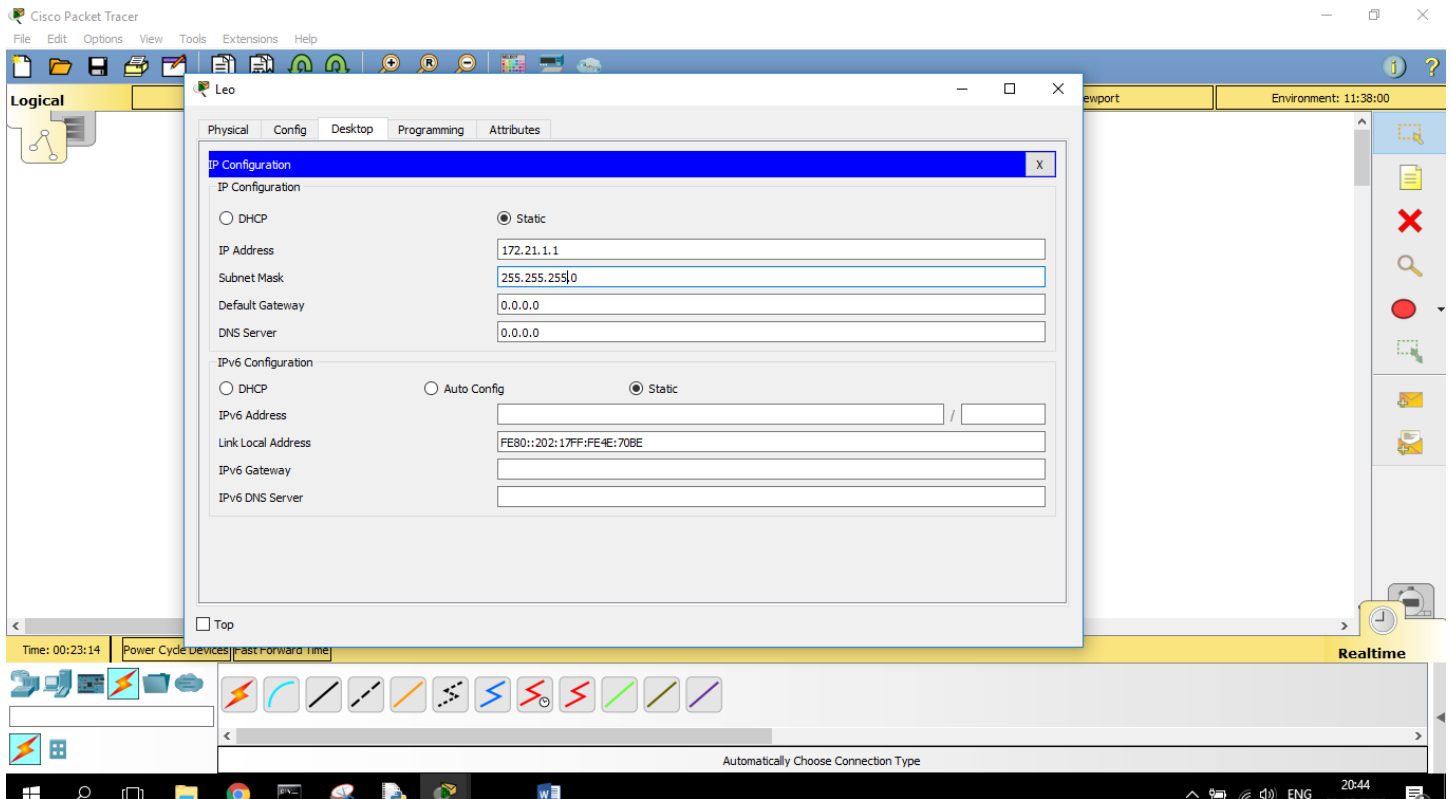 Cisco Packet Tracer
File Edit Options View Tools Extensions Help
Logical
ewport
Environment: 11:38:00
Leo
Physical Config Desktop Programming Attributes
IP Configuration X
IP Configuration
DHCP Static
IP Address 172.21.1.1
Subnet Mask 255.255.255.0
Default Gateway 0.0.0.0
DNS Server 0.0.0.0
IPv6 Configuration
DHCP Auto Config Static
IPv6 Address /
Link Local Address FE80::202:17FF:FE4E:70BE
IPv6 Gateway
IPv6 DNS Server
Top
Time: 00:23:14 Power Cycle Devices Fast Forward Time
Realtime
Automatically Choose Connection Type
ENG 20:44